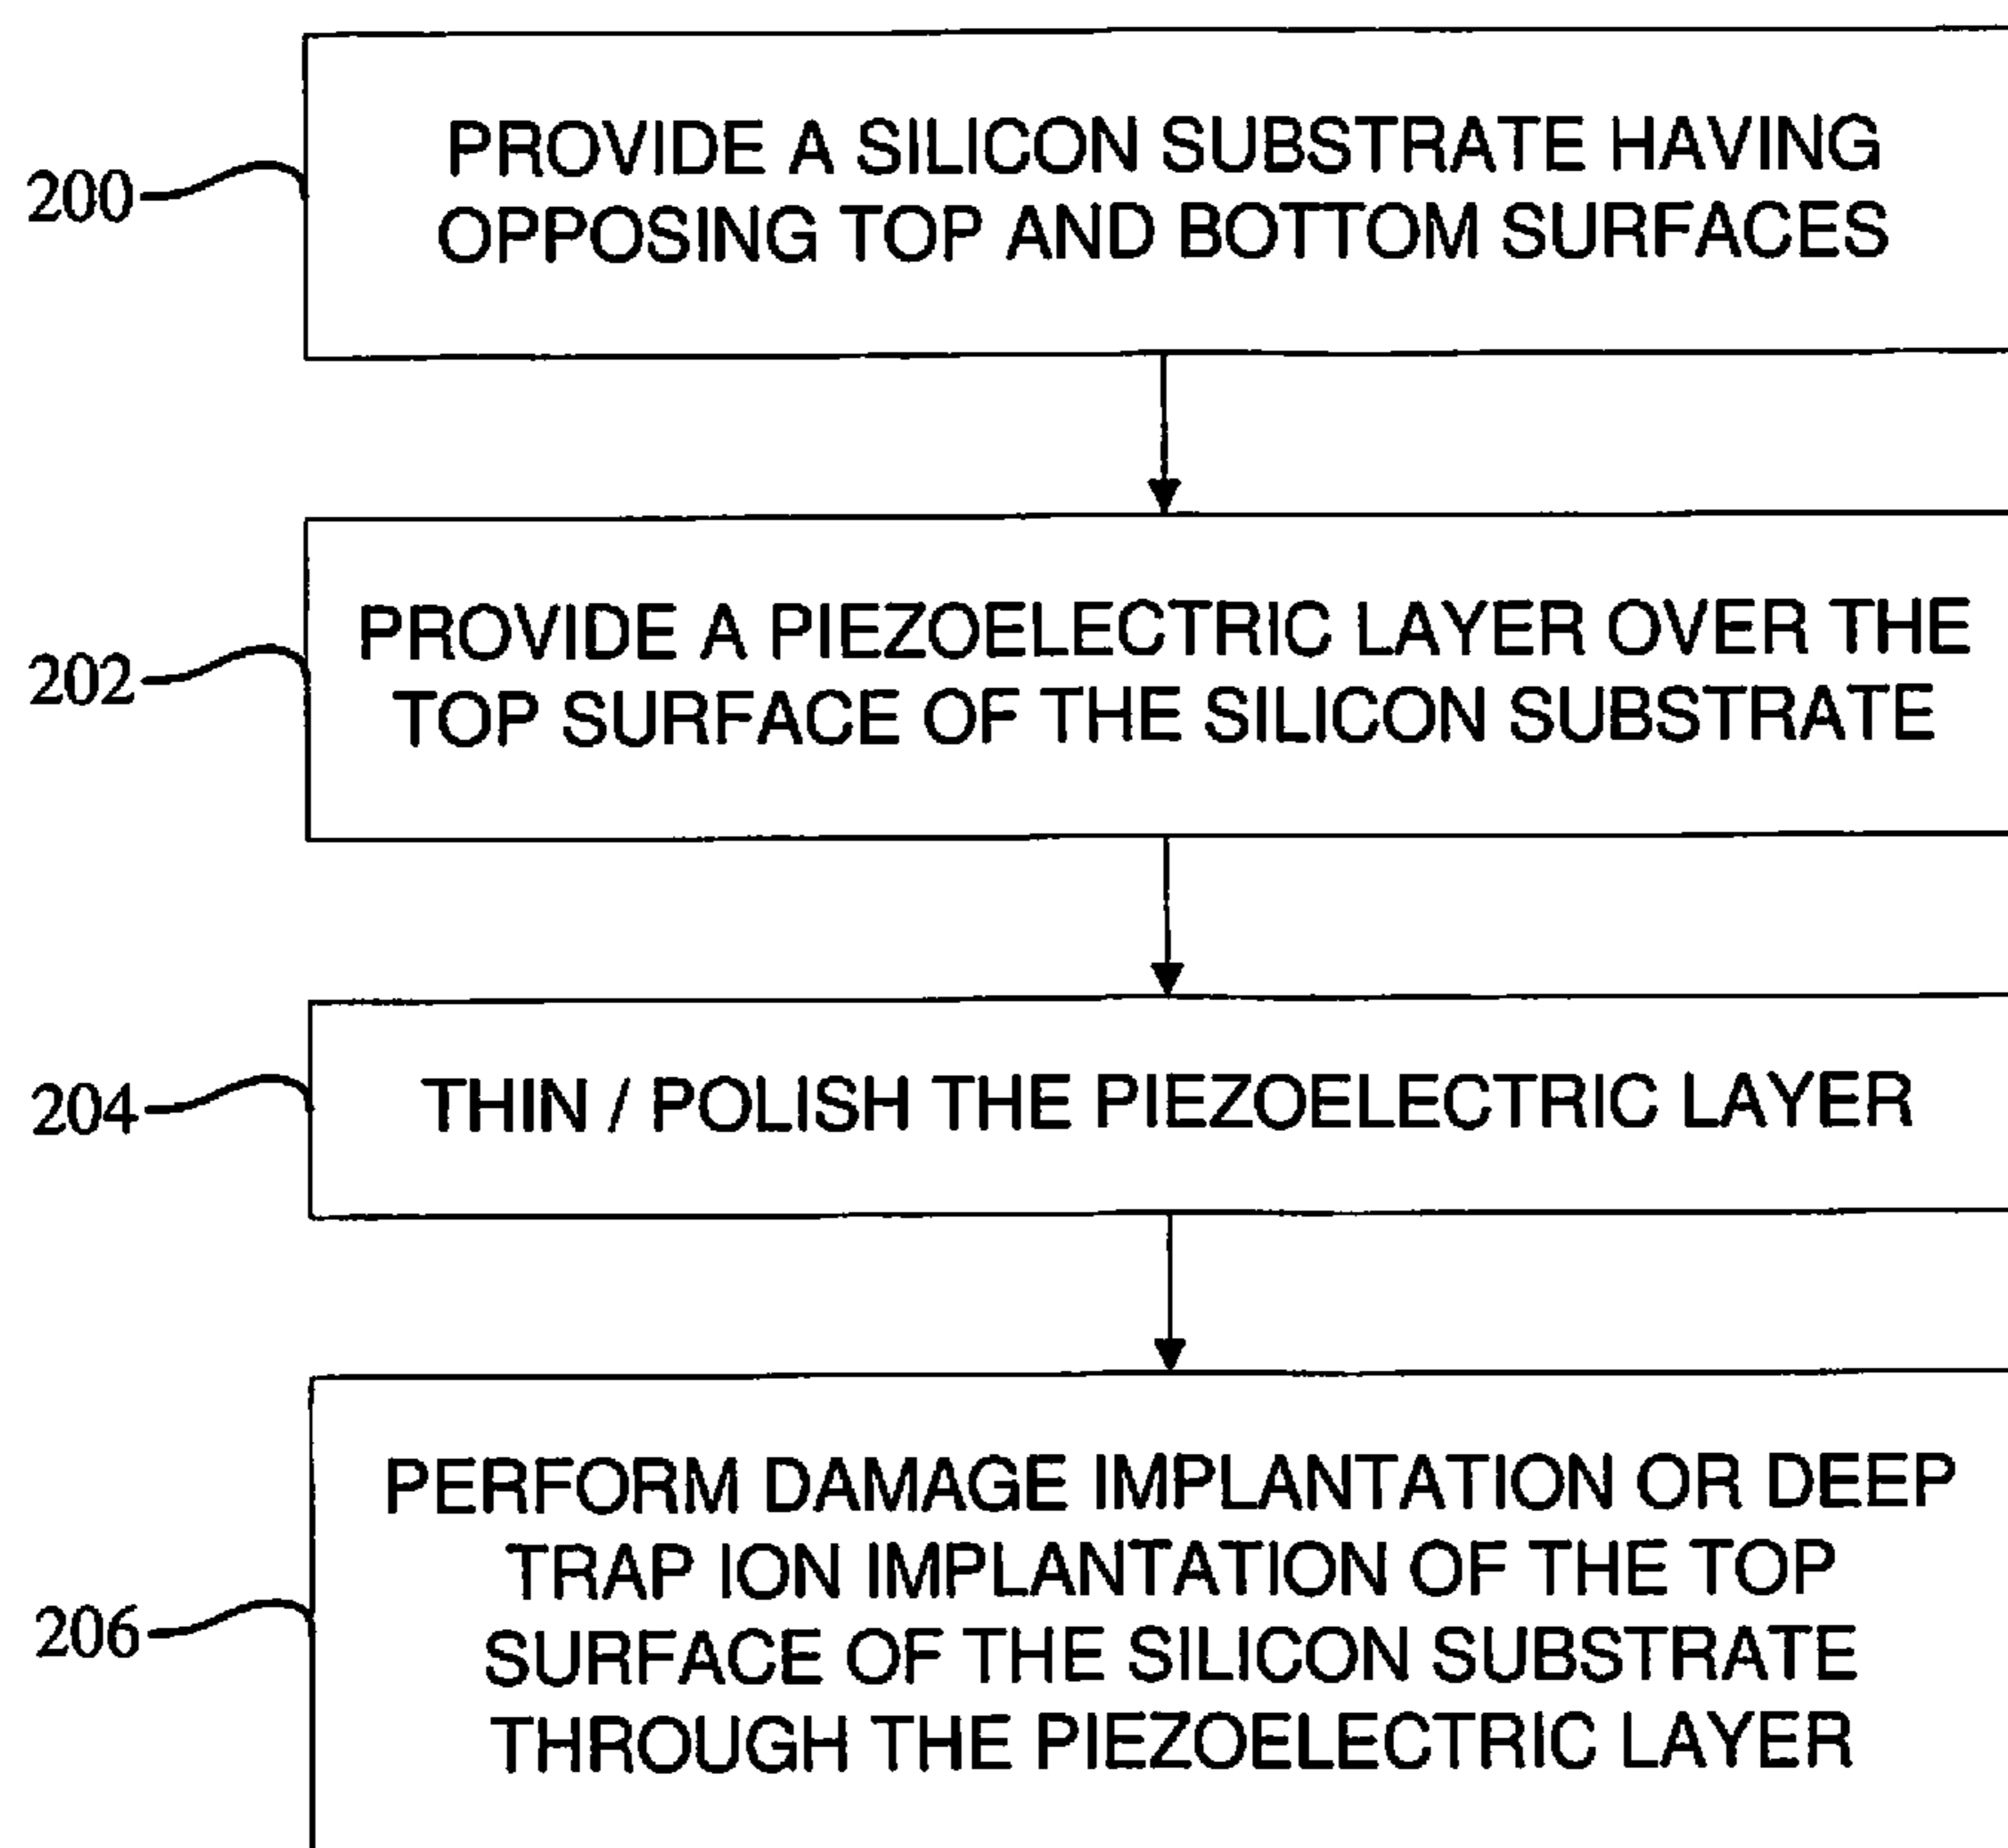 200
PROVIDE A SILICON SUBSTRATE HAVING
OPPOSING TOP AND BOTTOM SURFACES
202
PROVIDE A PIEZOELECTRIC LAYER OVER THE
TOP SURFACE OF THE SILICON SUBSTRATE
204
THIN / POLISH THE PIEZOELECTRIC LAYER
206
PERFORM DAMAGE IMPLANTATION OR DEEP
TRAP ION IMPLANTATION OF THE TOP
SURFACE OF THE SILICON SUBSTRATE
THROUGH THE PIEZOELECTRIC LAYER